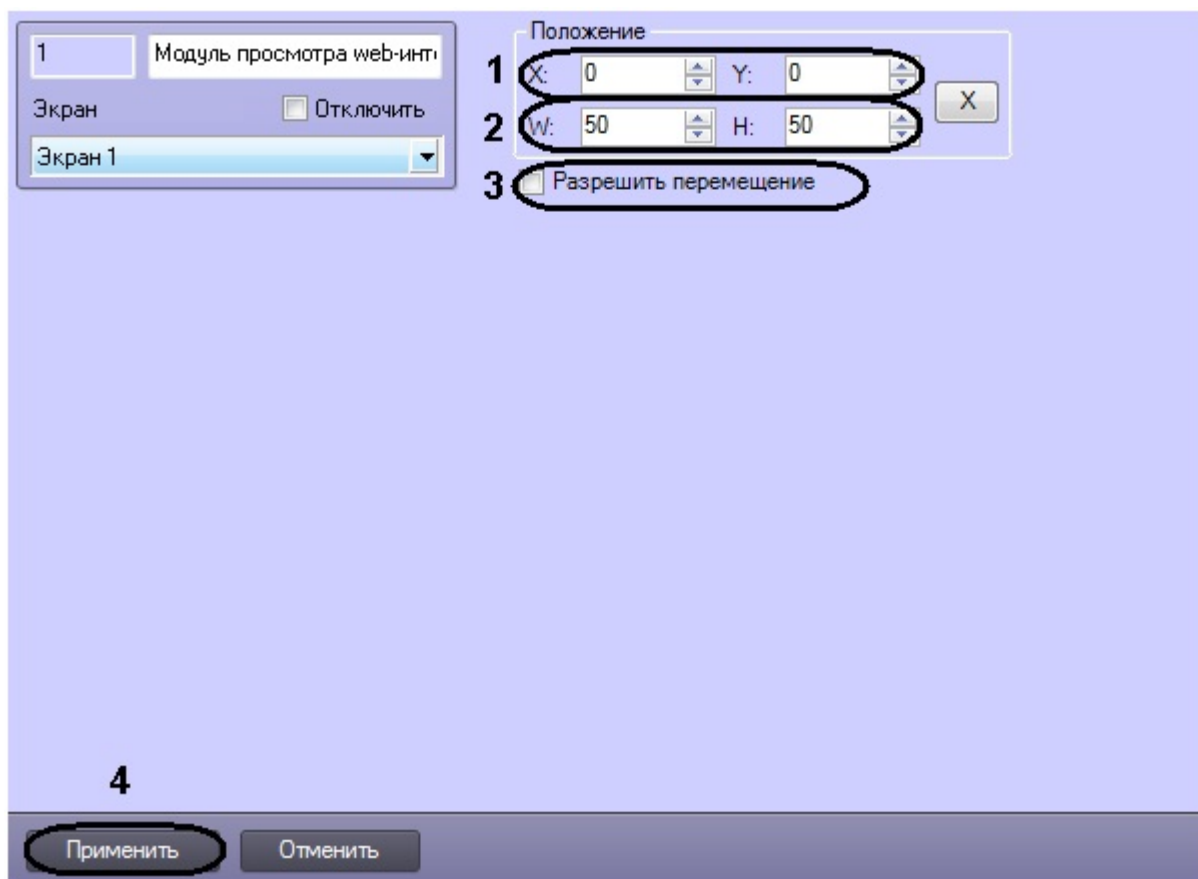 1 Модуль просмотра web-инт
Экран Отключить
Экран 1
Положение
1 X: 0 Y: 0 X
2 W: 50 H: 50
3 Разрешить перемещение
4
Применить Отменить